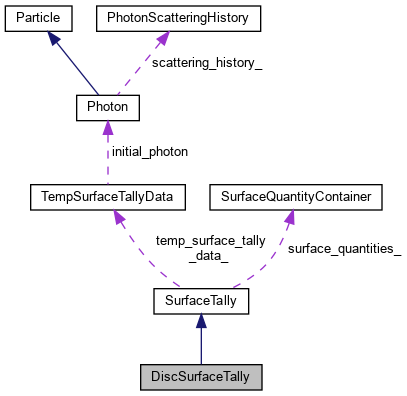 Particle
PhotonScatteringHistory
scattering_history_
Photon
initial_photon
TempSurfaceTallyData
SurfaceQuantityContainer
temp_surface_tally
_data_
surface_quantities_
SurfaceTally
DiscSurfaceTally